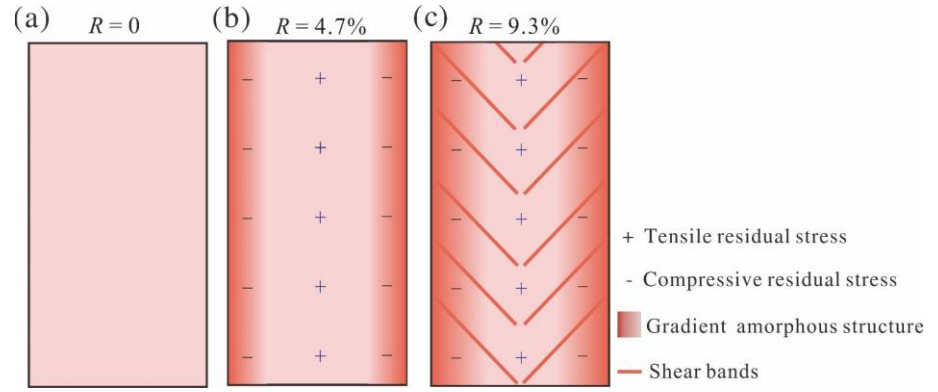 (a) R = 0
(b) R = 4.7%
(c) R = 9.3%
- + - - + -
- + - - + -
- + - - + -
- + - - + -
- + - - + -
+ Tensile residual stress
- Compressive residual stress
Gradient amorphous structure
Shear bands